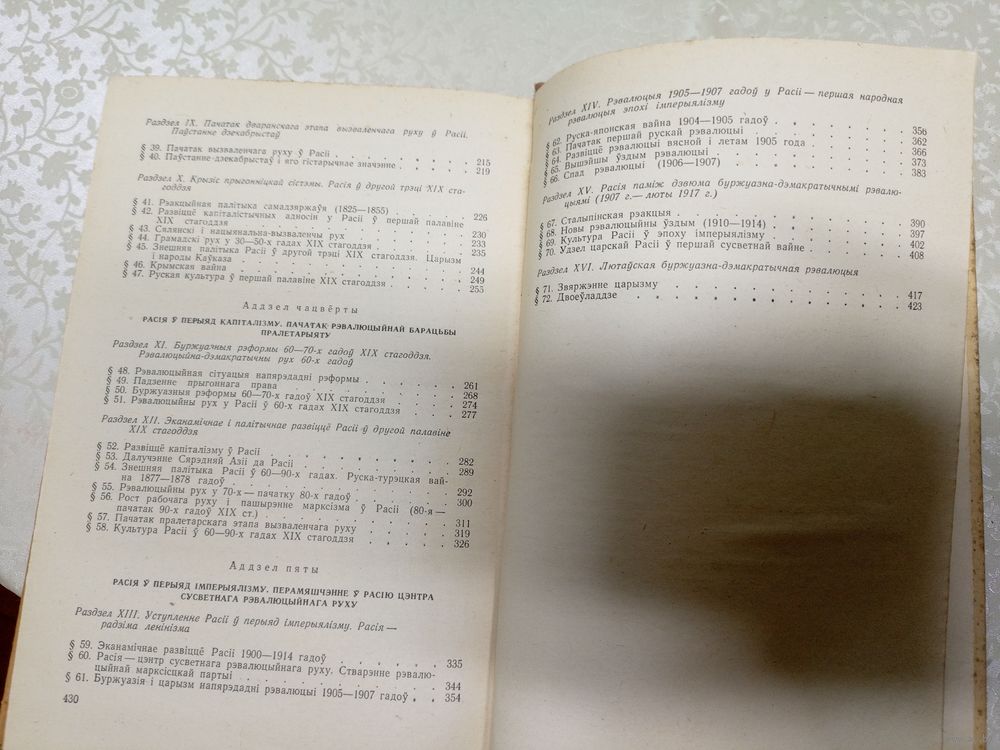 Раздзел IX. Пачатак дваранскага этапа вызваленчага руху ў Расіі.
Паўстанне дзекабрыстаў
§ 39. Пачатак вызваленчага руху ў Расіі . . . . . . . 215
§ 40. Паўстанне дзекабрыстаў і яго гістарычнае значэнне . . . . 219
Раздзел X. Крызіс прыгонніцкай сістэмы. Расія ў другой трэці XIX ста-
годдзя
§ 41. Рэакцыйная палітыка самадзяржаўя (1825—1855) . . . . 226
§ 42. Развіццё капіталістычных адносін у Расіі ў першай палавіне
XIX стагоддзя . . . . . . . 230
§ 43. Сялянскі і нацыянальна-вызваленчы рух . . . . . 233
§ 44. Грамадскі рух у 30—50-х гадах XIX стагоддзя . . . . 235
§ 45. Знешняя палітыка Расіі ў другой трэці XIX стагоддзя. Царызм
і народы Каўказа . . . . . . . 244
§ 46. Крымская вайна . . . . . . . 249
§ 47. Руская культура ў першай палавіне XIX стагоддзя . . . . 255
Аддзел чацвёрты
РАСІЯ Ў ПЕРЫЯД КАПІТАЛІЗМУ. ПАЧАТАК РЭВАЛЮЦЫЙНАЙ БАРАЦЬБЫ
ПРАЛЕТАРЫЯТУ
Раздзел XI. Буржуазныя рэформы 60—70-х гадоў XIX стагоддзя.
Рэвалюцыйна-дэмакратычны рух 60-х гадоў
§ 48. Рэвалюцыйная сітуацыя напярэдадні рэформы . . . . 261
§ 49. Падзенне прыгоннага права . . . . . . . 268
§ 50. Буржуазныя рэформы 60—70-х гадоў XIX стагоддзя . . . 274
§ 51. Рэвалюцыйны рух у Расіі ў 60-х гадах XIX стагоддзя . . . 277
Раздзел XII. Эканамічнае і палітычнае развіццё Расіі ў другой палавіне
XIX стагоддзя
§ 52. Развіццё капіталізму ў Расіі . . . . . . . 282
§ 53. Далучэнне Сярэдняй Азіі да Расіі . . . . . . 289
§ 54. Знешняя палітыка Расіі ў 60—90-х гадах. Руска-турэцкая вай-
на 1877—1878 гадоў . . . . . . . 292
§ 55. Рэвалюцыйны рух у 70-х — пачатку 80-х гадоў . . . . 300
§ 56. Рост рабочага руху і пашырэнне марксізма ў Расіі (80-я —
пачатак 90-х гадоў XIX ст.) . . . . . . . 311
§ 57. Пачатак пралетарскага этапа вызваленчага руху . . . . 319
§ 58. Культура Расіі ў 60—90-х гадах XIX стагоддзя . . . . 326
Аддзел пяты
РАСІЯ Ў ПЕРЫЯД ІМПЕРЫЯЛІЗМУ. ПЕРАМЯШЧЭННЕ Ў РАСІЮ ЦЭНТРА
СУСВЕТНАГА РЭВАЛЮЦЫЙНАГА РУХУ
Раздзел XIII. Уступленне Расіі ў перыяд імперыялізму. Расія —
радзіма ленінізма
§ 59. Эканамічнае развіццё Расіі 1900—1914 гадоў . . . . . 335
§ 60. Расія — цэнтр сусветнага рэвалюцыйнага руху. Стварэнне рэвалю-
цыйнай марксісцкай партыі . . . . . . . 344
§ 61. Буржуазія і царызм напярэдадні рэвалюцыі 1905—1907 гадоў . . 354
430
Раздзел XIV. Рэвалюцыя 1905—1907 гадоў у Расіі — першая народная
рэвалюцыя эпохі імперыялізму
§ 62. Руска-японская вайна 1904—1905 гадоў . . . . . 356
§ 63. Пачатак першай рускай рэвалюцыі . . . . . . 362
§ 64. Развіццё рэвалюцыі вясной і летам 1905 года . . . . 366
§ 65. Вышэйшы ўздым рэвалюцыі . . . . . . . 373
§ 66. Спад рэвалюцыі (1906—1907) . . . . . . . 383
Раздзел XV. Расія паміж дзвюма буржуазна-дэмакратычнымі рэвалю-
цыямі (1907 г.— люты 1917 г.)
§ 67. Сталыпінская рэакцыя . . . . . . . 390
§ 68. Новы рэвалюцыйны ўздым (1910—1914) . . . . . 397
§ 69. Культура Расіі ў эпоху імперыялізму . . . . . 402
§ 70. Удзел царскай Расіі ў першай сусветнай вайне . . . . 408
Раздзел XVI. Лютаўская буржуазна-дэмакратычная рэвалюцыя
§ 71. Звяржэнне царызму . . . . . . . 417
§ 72. Двоеўладдзе . . . . . . . 423